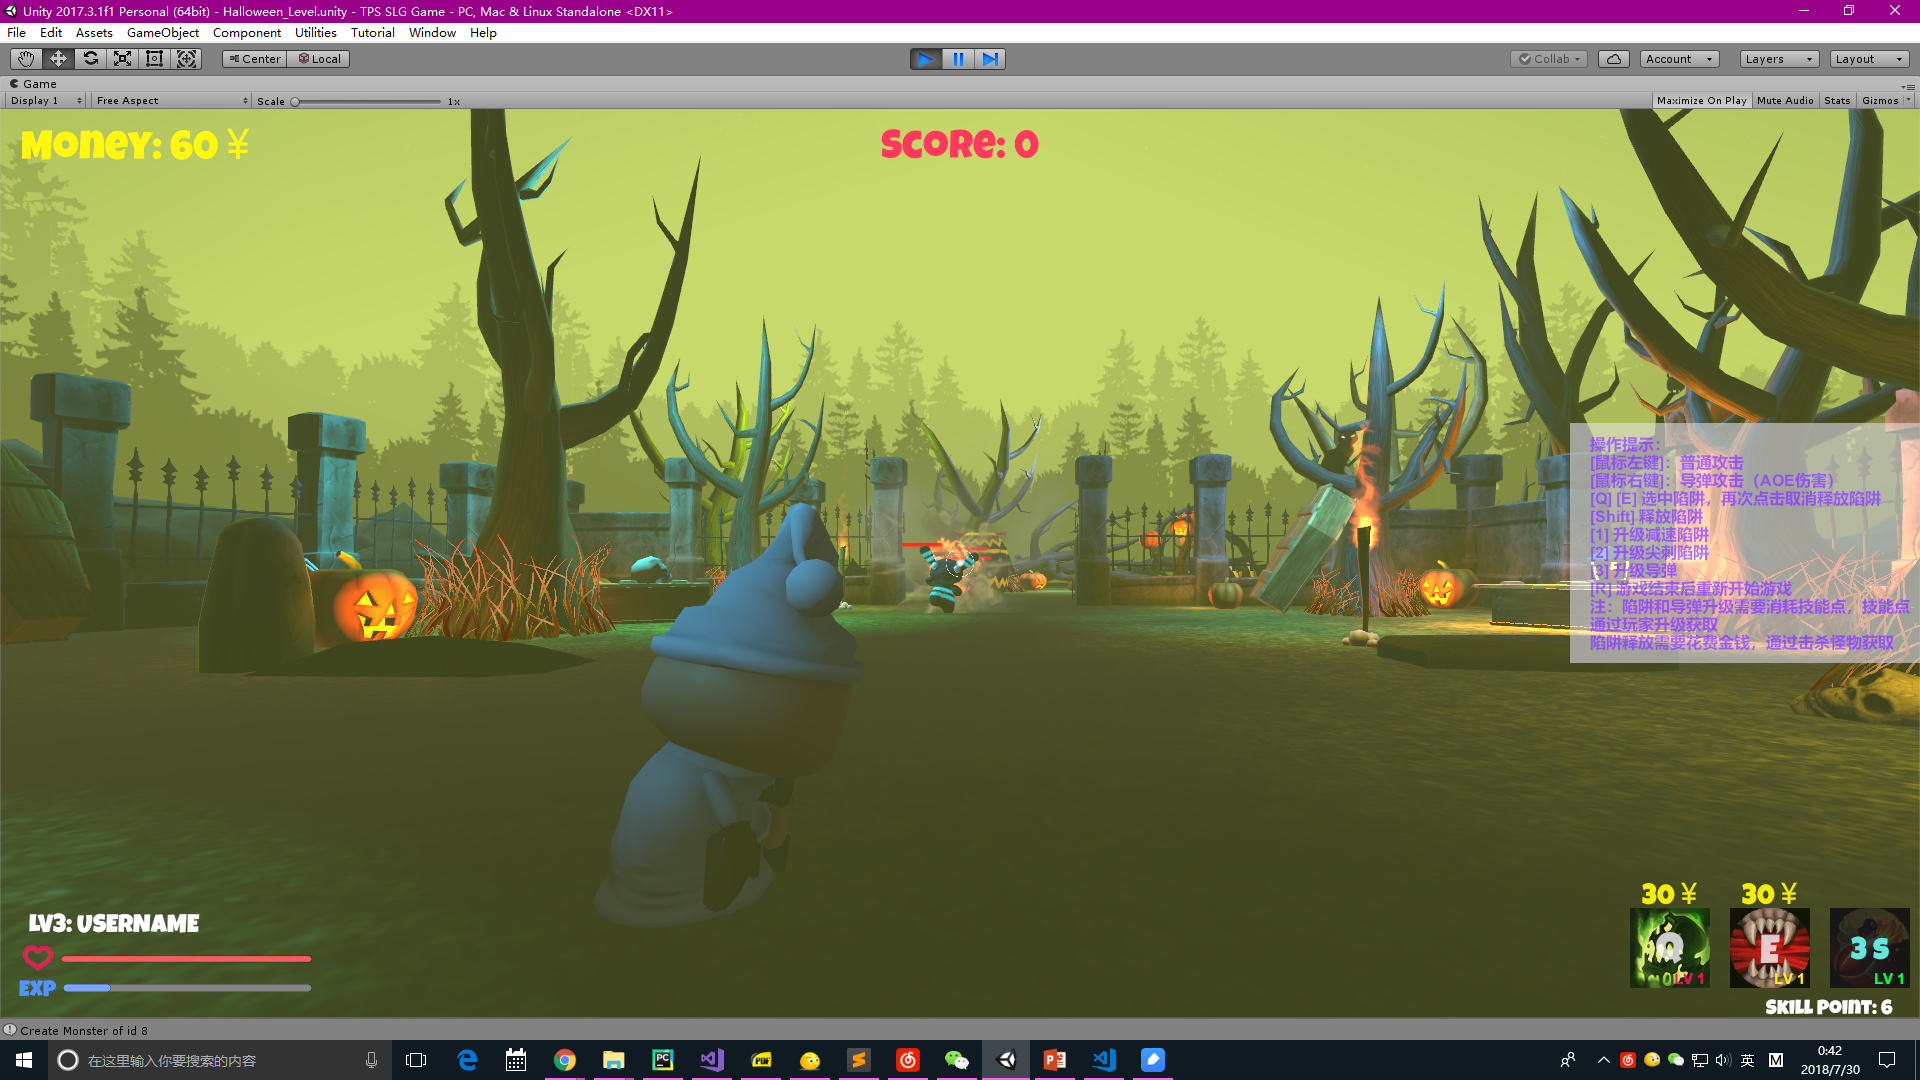 Unity 2017.3.1f1 Personal (64bit) - Halloween_Level.unity - TPS SLG Game - PC, Mac & Linux Standalone <DX11>
File Edit Assets GameObject Component Utilities Tutorial Window Help
Center Local Collab Account Layers Layout
Game
Display 1 Free Aspect Scale 1x Maximize On Play Mute Audio Stats Gizmos
Money: 60 ¥
Score: 0
操作提示：
[鼠标左键]：普通攻击
[鼠标右键]：导弹攻击（AOE伤害）
[Q] [E] 选中陷阱，再次点击取消释放陷阱
[Shift] 释放陷阱
[1] 升级减速陷阱
[2] 升级尖刺陷阱
[3] 升级导弹
[R] 游戏结束后重新开始游戏
注：陷阱和导弹升级需要消耗技能点，技能点
通过玩家升级获取
陷阱释放需要花费金钱，通过击杀怪物获取
30 ¥ 30 ¥
Q E 3 S
LV 1 LV 1 LV 1
SKILL POINT: 6
LV3: USERNAME
EXP
Create Monster of id 8
在这里输入你要搜索的内容
PC
PDF
英
M
0:42
2018/7/30